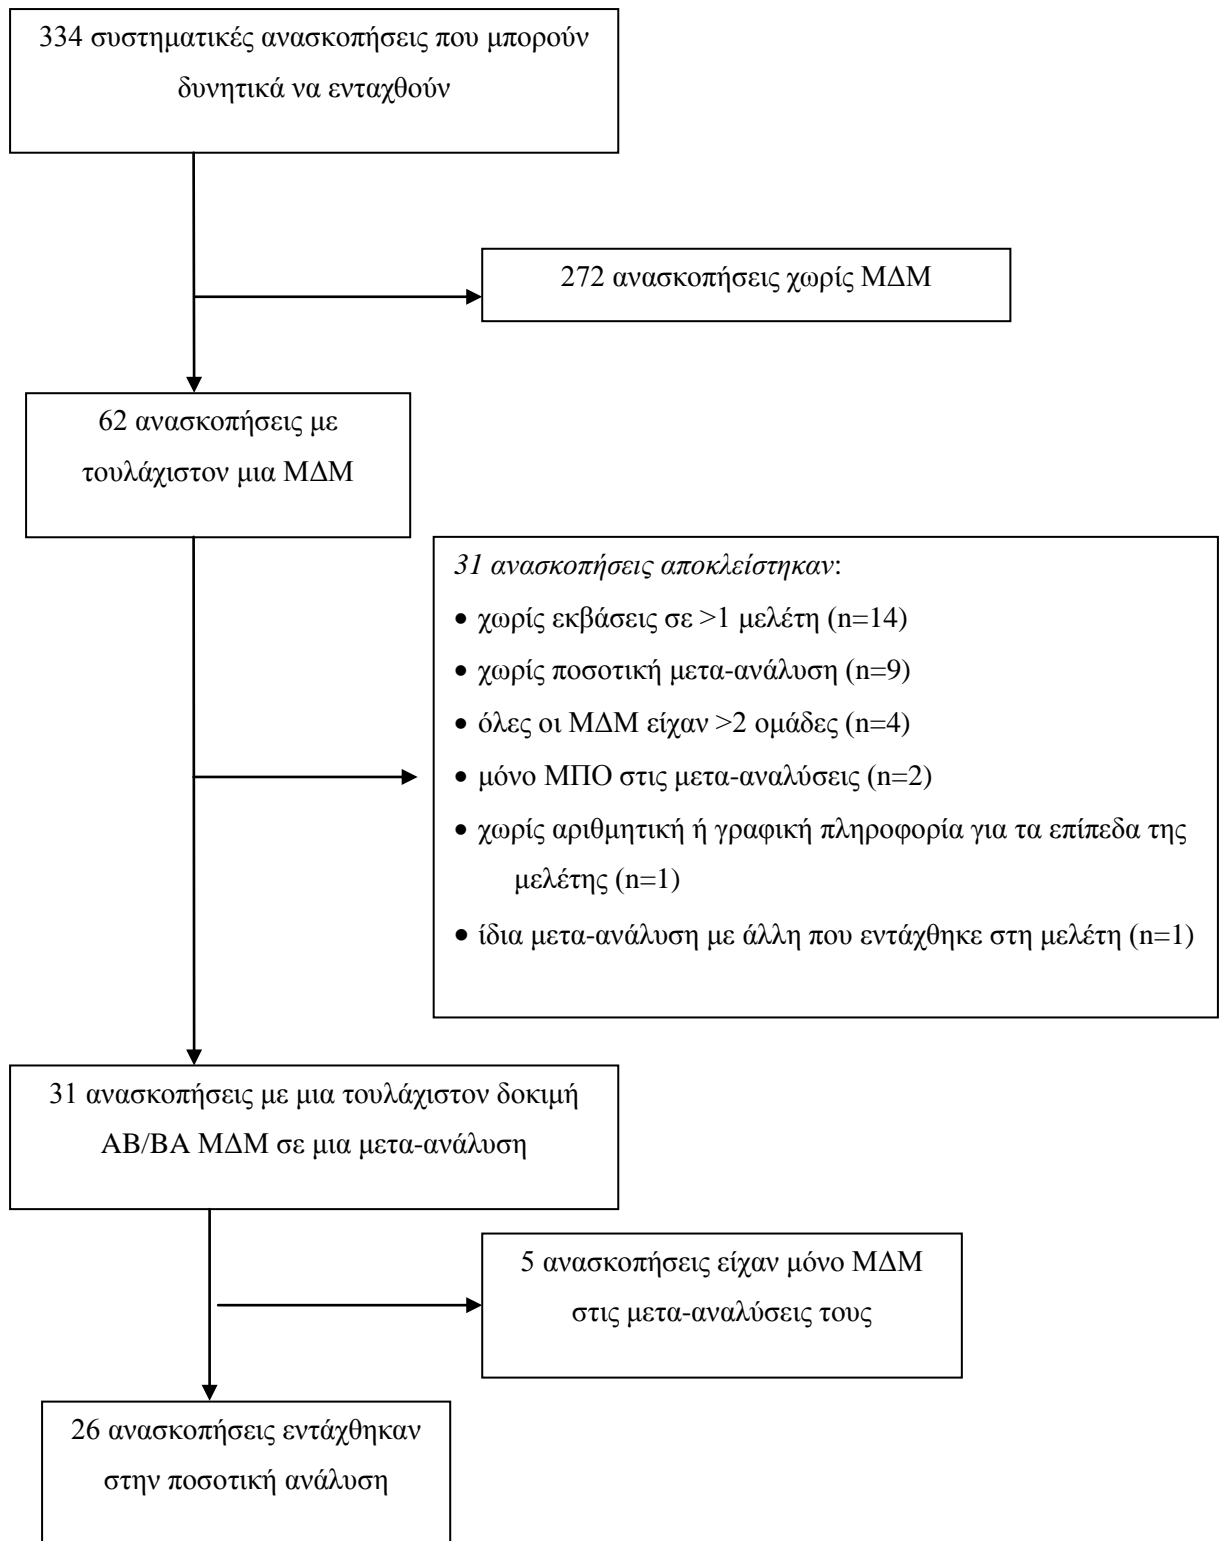 334 συστηματικές ανασκοπήσεις που μπορούν
δυνητικά να ενταχθούν
272 ανασκοπήσεις χωρίς ΜΔΜ
62 ανασκοπήσεις με
τουλάχιστον μια ΜΔΜ
31 ανασκοπήσεις αποκλείστηκαν:
• χωρίς εκβάσεις σε >1 μελέτη (n=14)
• χωρίς ποσοτική μετα-ανάλυση (n=9)
• όλες οι ΜΔΜ είχαν >2 ομάδες (n=4)
• μόνο ΜΠΟ στις μετα-αναλύσεις (n=2)
• χωρίς αριθμητική ή γραφική πληροφορία για τα επίπεδα της
μελέτης (n=1)
• ίδια μετα-ανάλυση με άλλη που εντάχθηκε στη μελέτη (n=1)
31 ανασκοπήσεις με μια τουλάχιστον δοκιμή
ΑΒ/ΒΑ ΜΔΜ σε μια μετα-ανάλυση
5 ανασκοπήσεις είχαν μόνο ΜΔΜ
στις μετα-αναλύσεις τους
26 ανασκοπήσεις εντάχθηκαν
στην ποσοτική ανάλυση